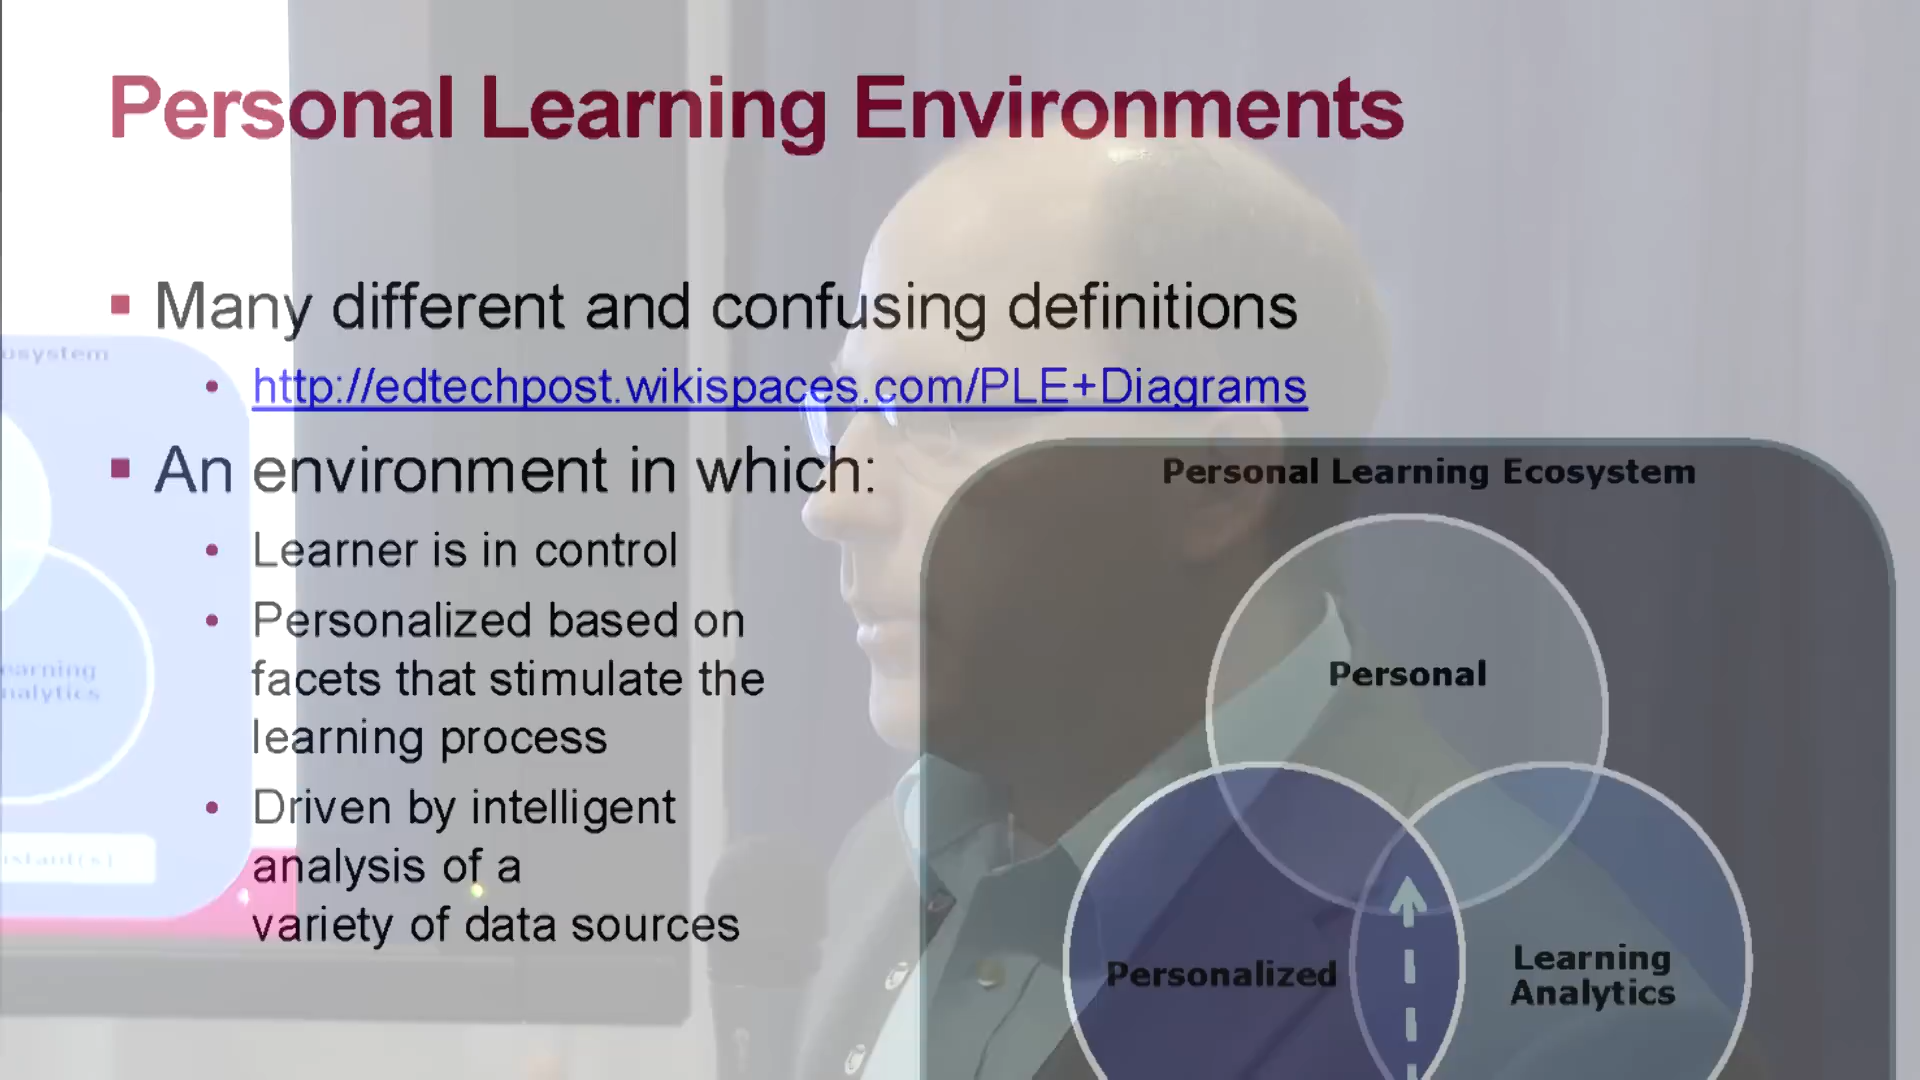 Personal Learning Environments
Many different and confusing definitions
http://edtechpost.wikispaces.com/PLE+Diagrams
An environment in which:
Learner is in control
Personalized based on
facets that stimulate the
learning process
Driven by intelligent
analysis of a
variety of data sources
Personal Learning Ecosystem
Personal
Personalized
Learning
Analytics